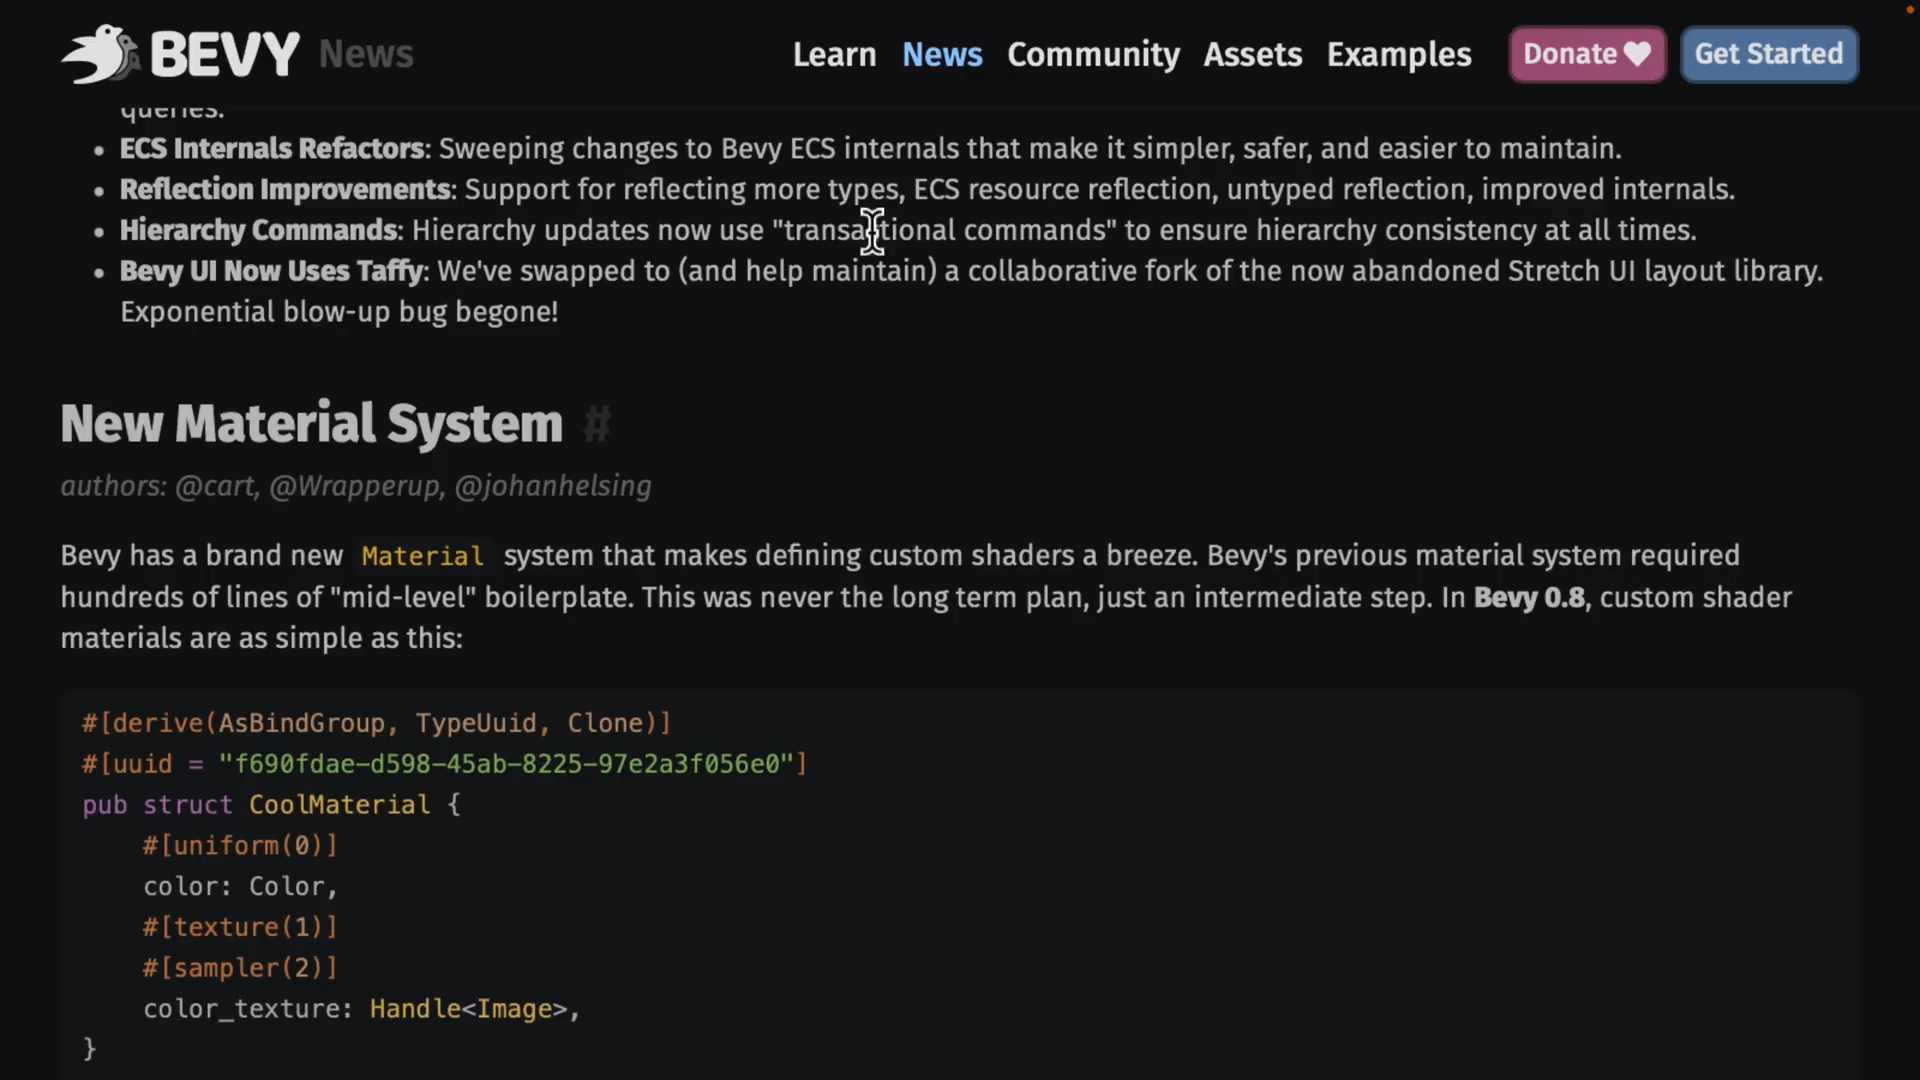 BEVY News Learn News Community Assets Examples Donate Get Started
queries.
• ECS Internals Refactors: Sweeping changes to Bevy ECS internals that make it simpler, safer, and easier to maintain.
• Reflection Improvements: Support for reflecting more types, ECS resource reflection, untyped reflection, improved internals.
• Hierarchy Commands: Hierarchy updates now use "transactional commands" to ensure hierarchy consistency at all times.
• Bevy UI Now Uses Taffy: We've swapped to (and help maintain) a collaborative fork of the now abandoned Stretch UI layout library.
Exponential blow-up bug begone!
New Material System #
authors: @cart, @Wrapperup, @johanhelsing
Bevy has a brand new Material system that makes defining custom shaders a breeze. Bevy's previous material system required
hundreds of lines of "mid-level" boilerplate. This was never the long term plan, just an intermediate step. In Bevy 0.8, custom shader
materials are as simple as this:
#[derive(AsBindGroup, TypeUuid, Clone)]
#[uuid = "f690fdae-d598-45ab-8225-97e2a3f056e0"]
pub struct CoolMaterial {
    #[uniform(0)]
    color: Color,
    #[texture(1)]
    #[sampler(2)]
    color_texture: Handle<Image>,
}